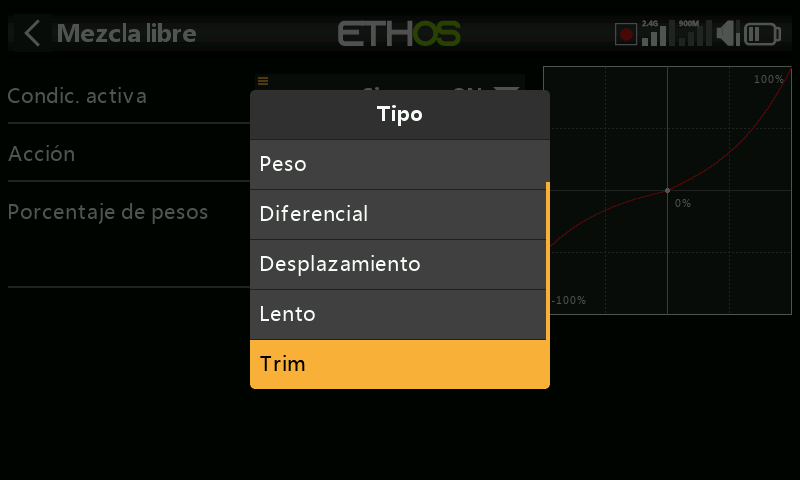 Mezcla libre
ETHOS
2.4G
900M
Condic. activa
Tipo
Acción
Peso
Porcentaje de pesos
Diferencial
Desplazamiento
Lento
Trim
100%
0%
-100%